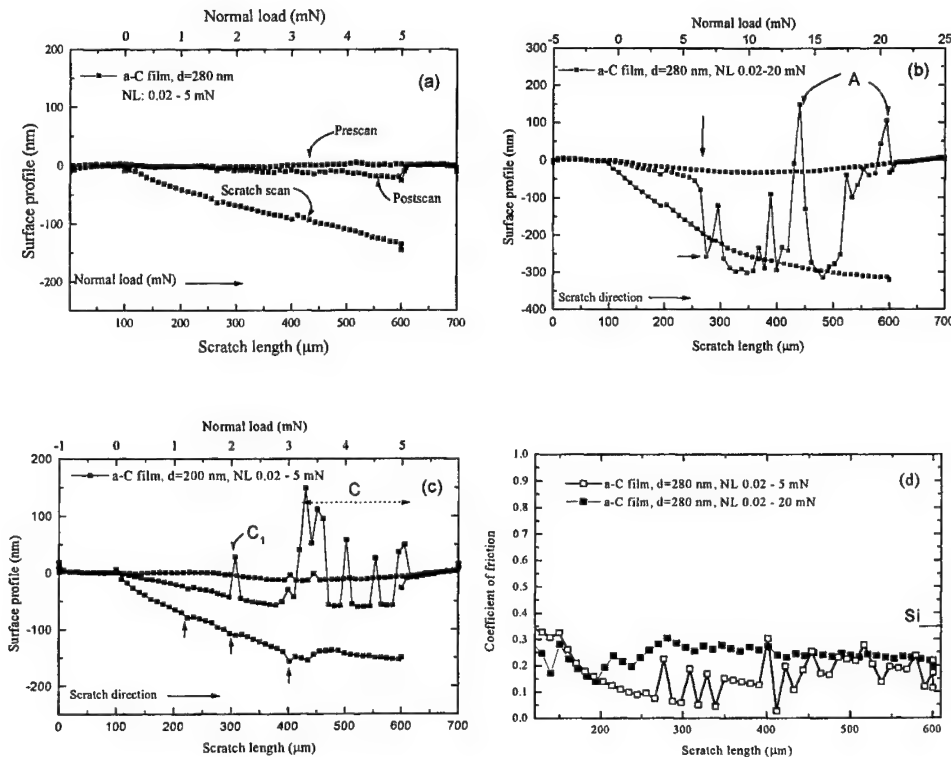 Normal load (mN)
0 1 2 3 4 5 6
200
150
100
50
0
-50
-100
-150
-200
Surface profile (nm)
a-C film, d=280 nm
NL: 0.02 - 5 mN
(a)
Prescan
Scratch scan
Postscan
Normal load (mN)
100 200 300 400 500 600 700
Scratch length (µm)
Normal load (mN)
-5 0 5 10 15 20 25
300
200
100
0
-100
-200
-300
-400
Surface profile (nm)
a-C film, d=280 nm, NL 0.02-20 mN
(b)
A
Scratch direction
0 100 200 300 400 500 600 700
Scratch length (µm)
Normal load (mN)
-1 0 1 2 3 4 5
200
150
100
50
0
-50
-100
-150
-200
Surface profile (nm)
a-C film, d=200 nm, NL 0.02 - 5 mN
(c)
C
C1
Scratch direction
0 100 200 300 400 500 600 700
Scratch length (µm)
1.0
0.9
0.8
0.7
0.6
0.5
0.4
0.3
0.2
0.1
0.0
Coefficient of friction
a-C film, d=280 nm, NL 0.02 - 5 mN
a-C film, d=280 nm, NL 0.02 - 20 mN
(d)
Si
200 300 400 500 600
Scratch length (µm)